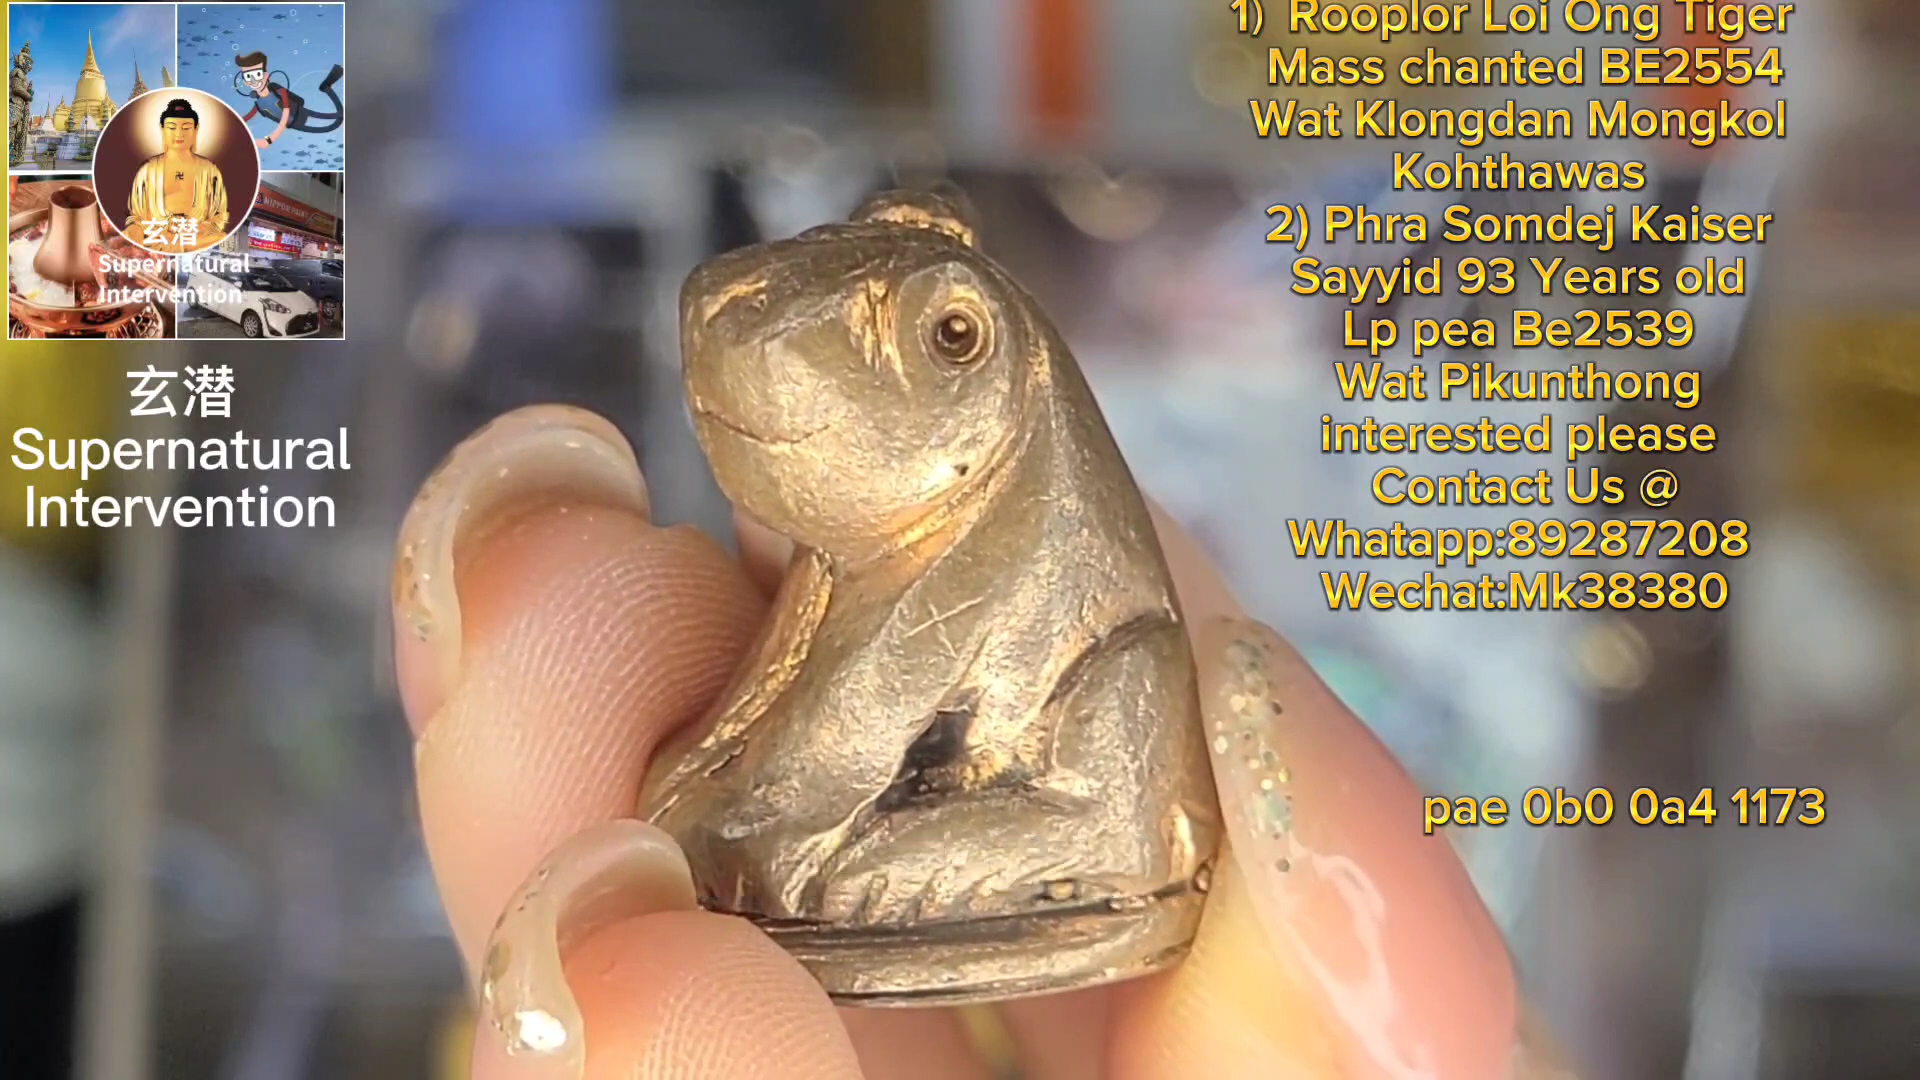 玄潜
Supernatural
Intervention
NIPPON PAINT
玄潜
Supernatural
Intervention
1) Rooplor Loi Ong Tiger
Mass chanted BE2554
Wat Klongdan Mongkol
Kohthawas
2) Phra Somdej Kaiser
Sayyid 93 Years old
Lp pea Be2539
Wat Pikunthong
interested please
Contact Us @
Whatapp:89287208
Wechat:Mk38380
pae 0b0 0a4 1173